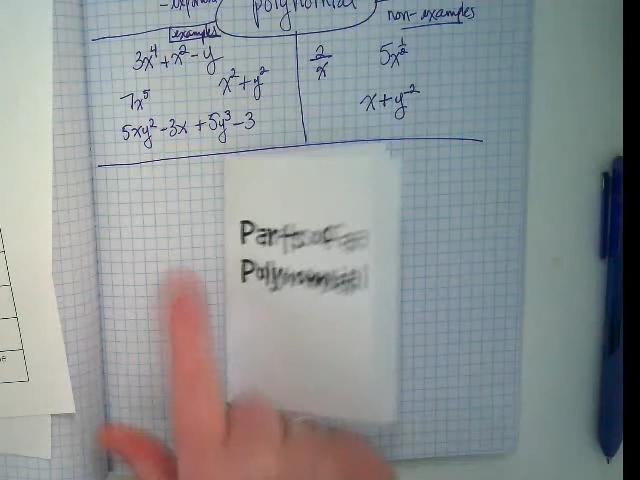 polynomial
examples
non-examples
3x⁴ + x² - y
x² + y²
7x⁵
5xy² - 3x + 5y³ - 3
2/x
5x^½
x + y⁻²
Parts of a
Polynomial